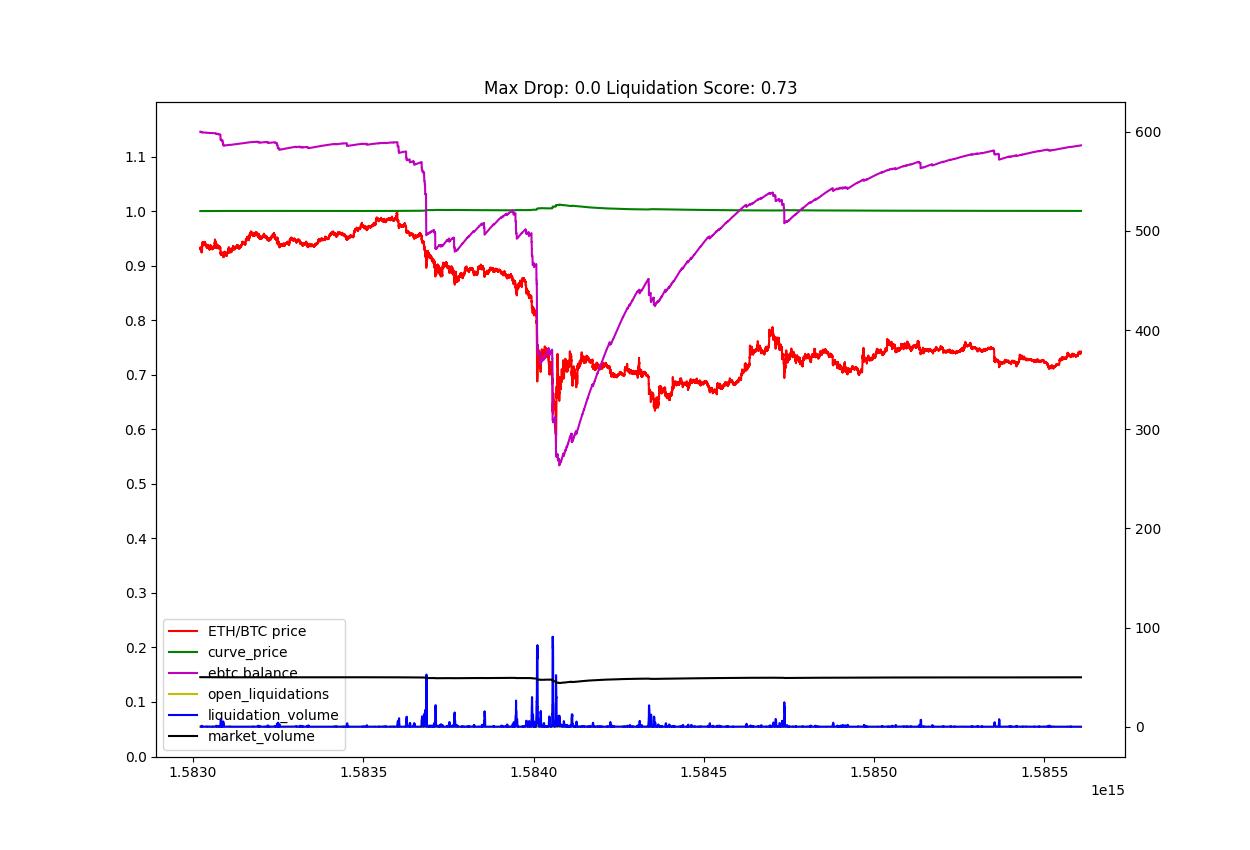 Max Drop: 0.0 Liquidation Score: 0.73
1.1
1.0
0.9
0.8
0.7
0.6
0.5
0.4
0.3
0.2
0.1
0.0
600
500
400
300
200
100
0
ETH/BTC price
curve_price
ebtc balance
open_liquidations
liquidation_volume
market_volume
1.5830 1.5835 1.5840 1.5845 1.5850 1.5855
1e15